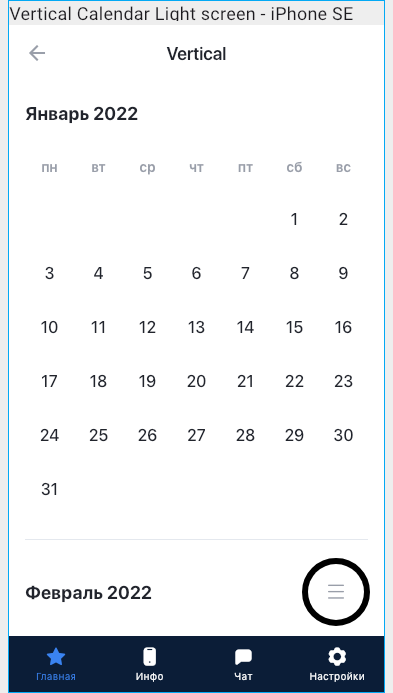 Vertical Calendar Light screen - iPhone SE
Vertical
Январь 2022
пн вт ср чт пт сб вс
1 2
3 4 5 6 7 8 9
10 11 12 13 14 15 16
17 18 19 20 21 22 23
24 25 26 27 28 29 30
31
Февраль 2022
Главная Инфо Чат Настройки